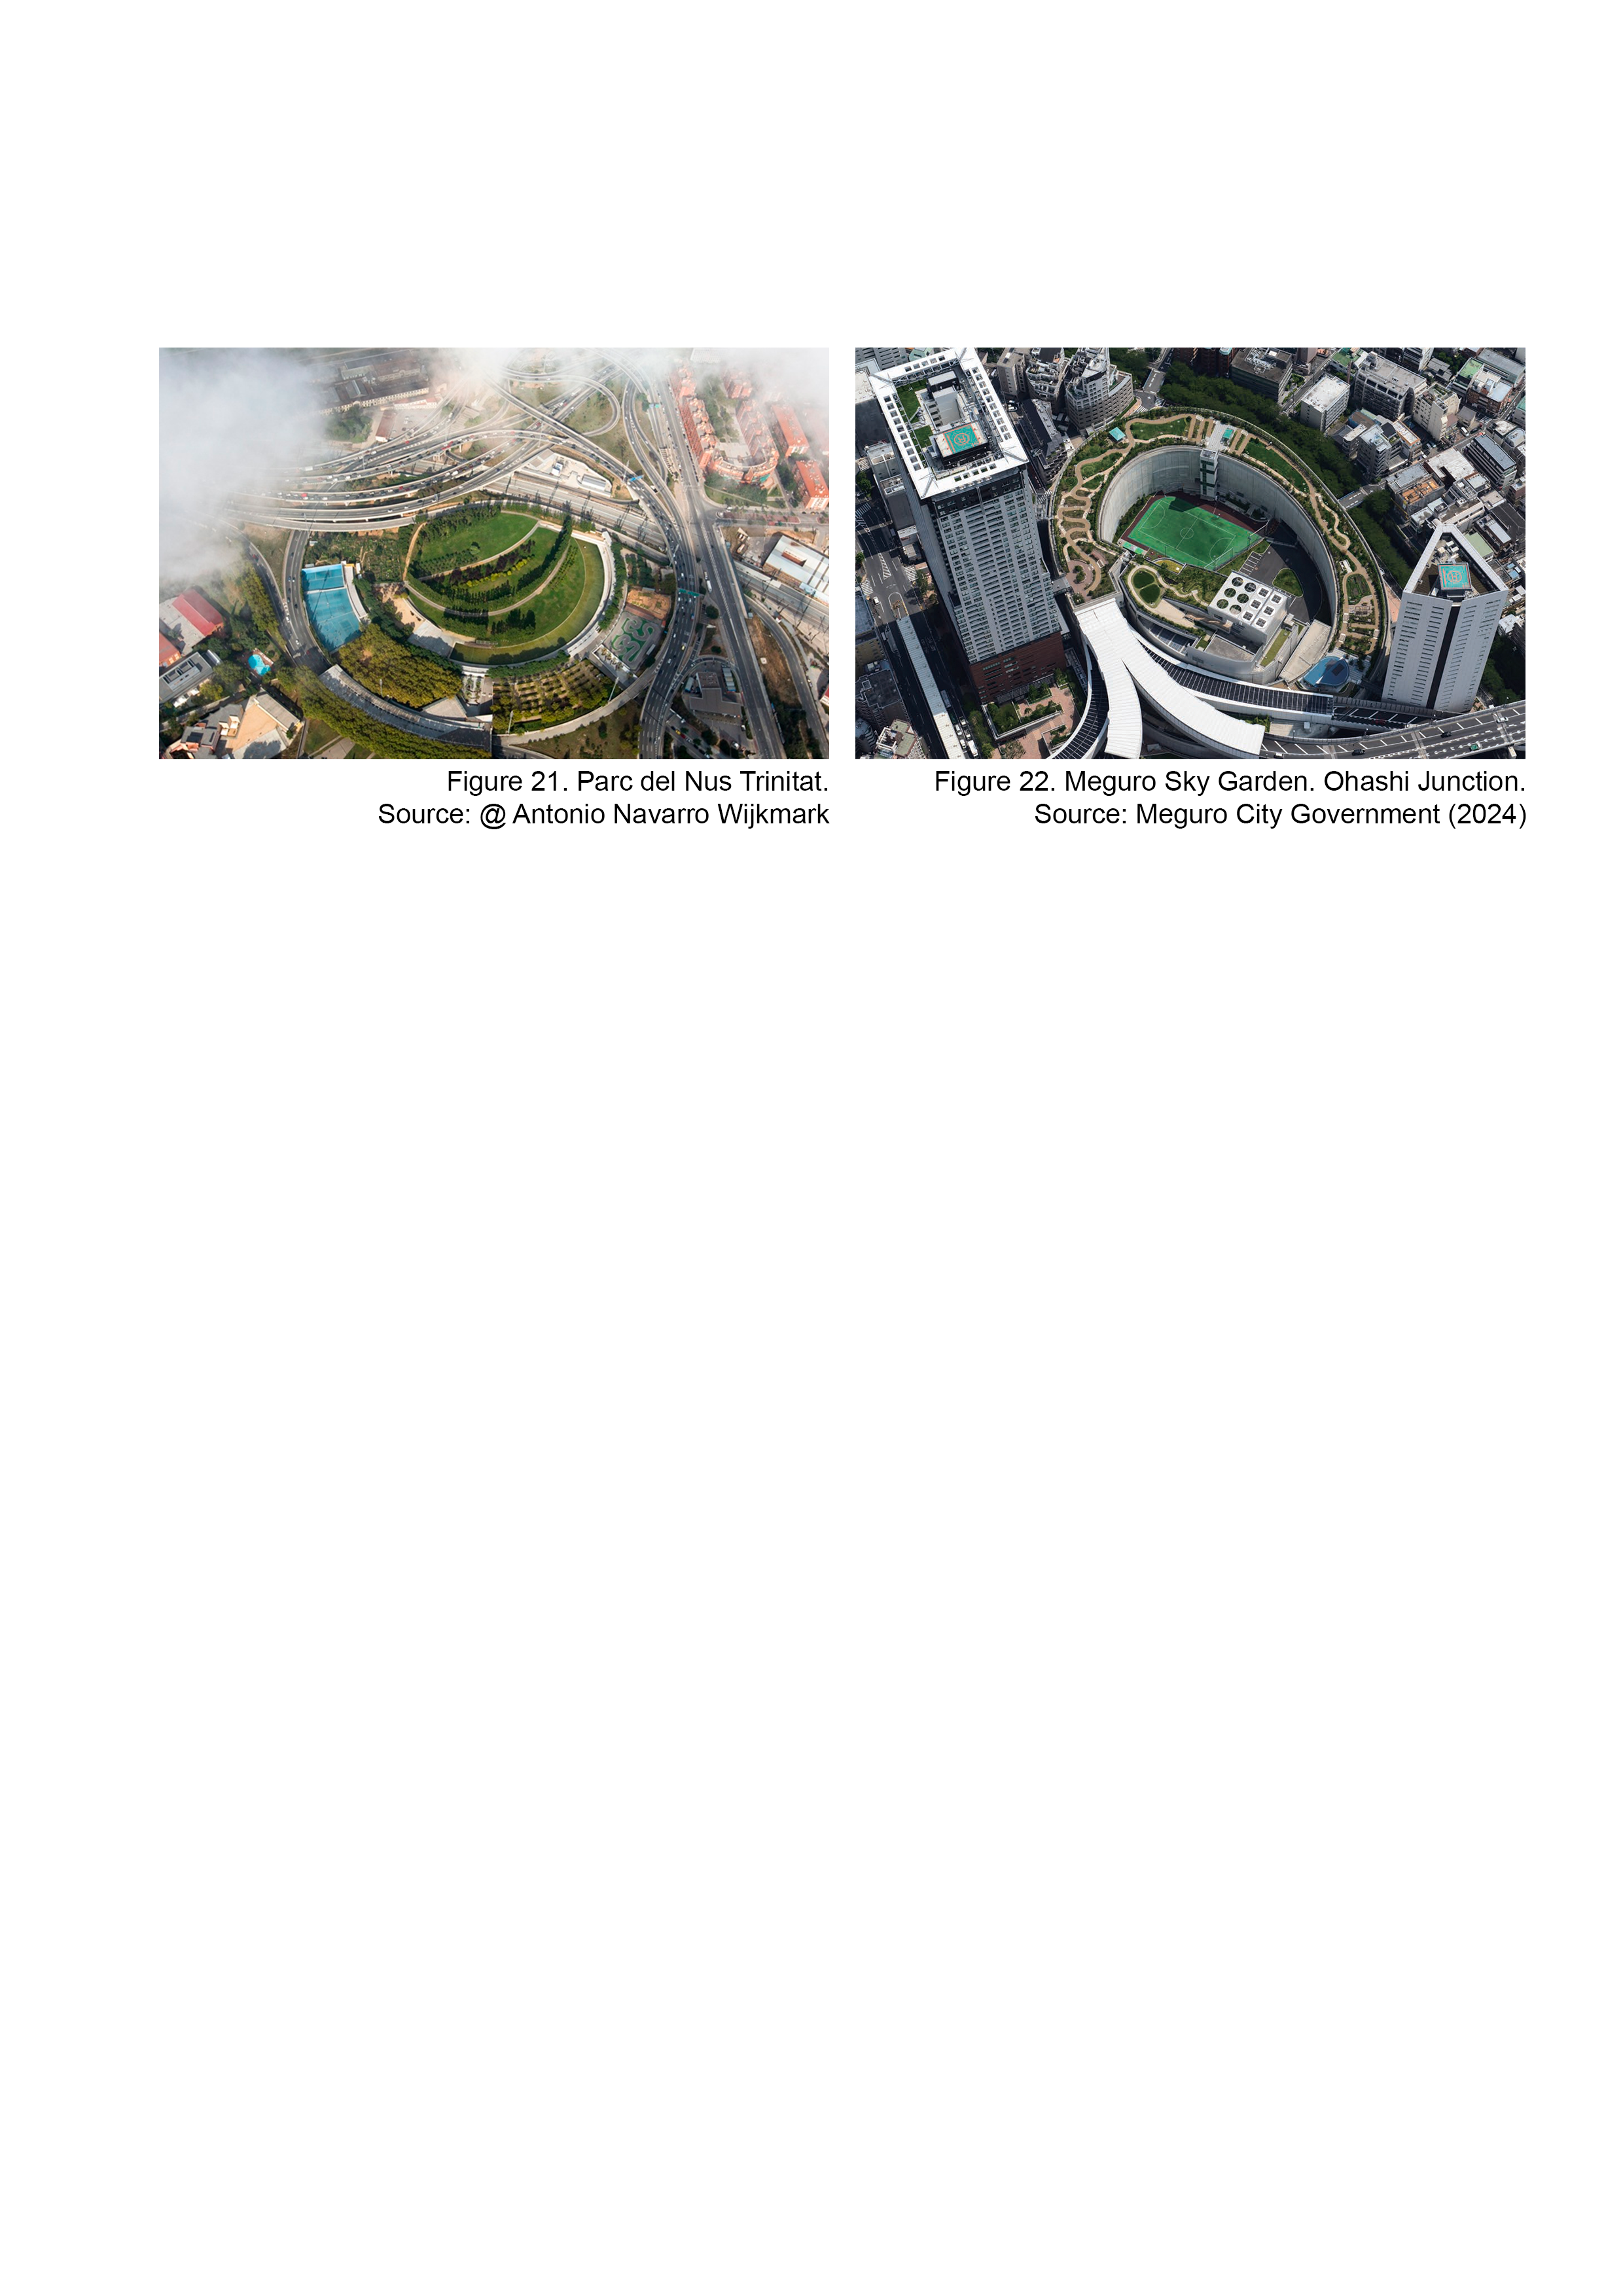 Figure 21. Parc del Nus Trinitat.
Source: @ Antonio Navarro Wijkmark
Figure 22. Meguro Sky Garden. Ohashi Junction.
Source: Meguro City Government (2024)